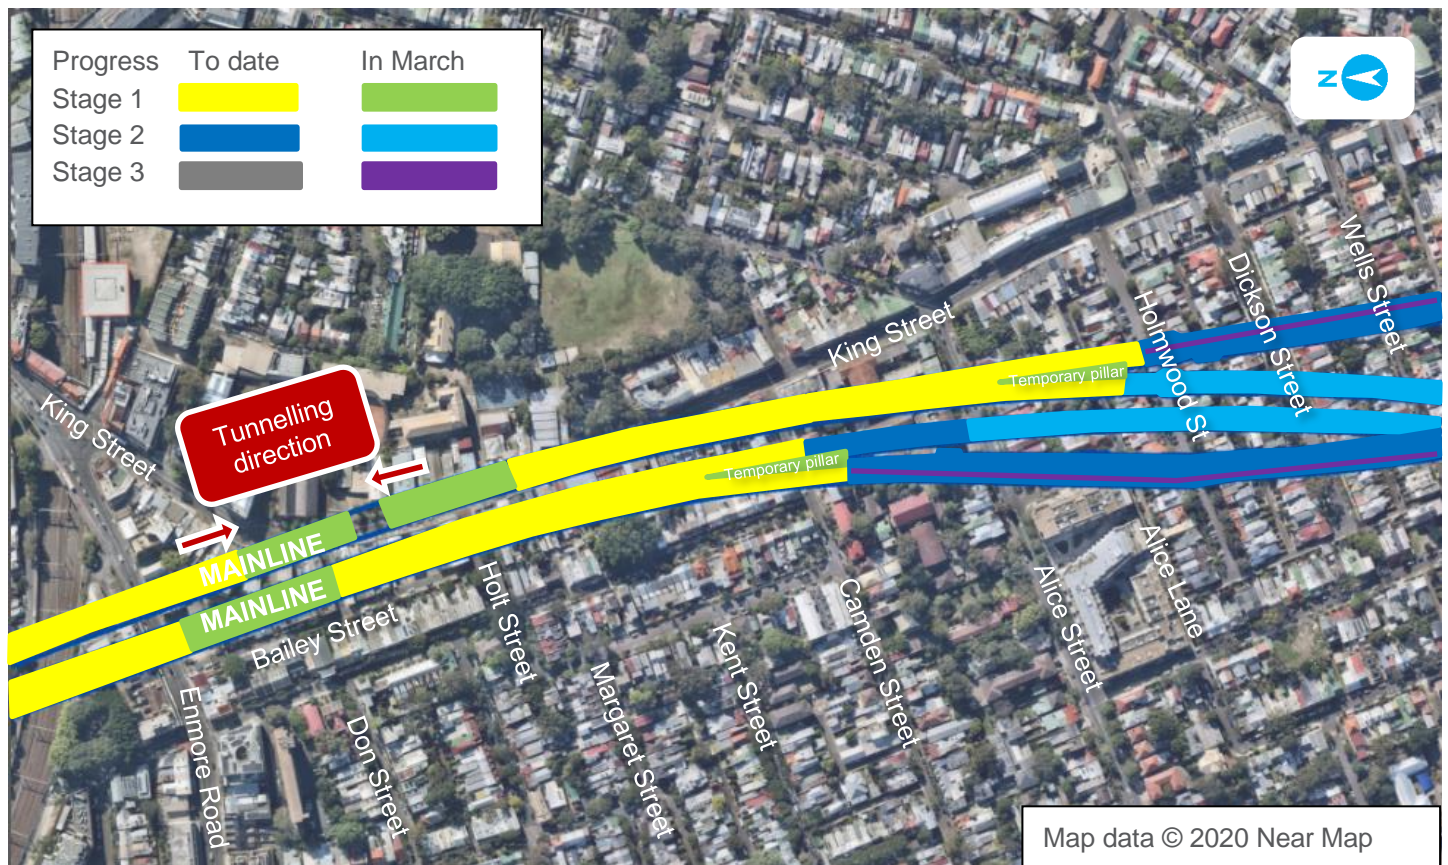 Progress To date In March
Stage 1
Stage 2
Stage 3
N
Wells Street
Dickson Street
Holmwood St
King Street
Temporary pillar
King Street
Tunnelling
direction
Temporary pillar
MAINLINE
MAINLINE
Bailey Street
Holt Street
Enmore Road
Don Street
Margaret Street
Kent Street
Camden Street
Alice Street
Alice Lane
Map data © 2020 Near Map